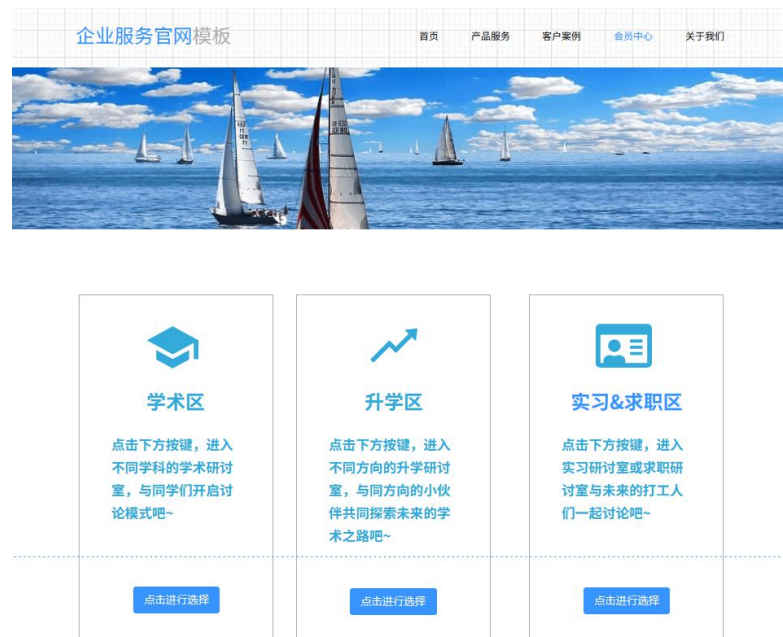 企业服务官网模板
首页 产品服务 客户案例 会员中心 关于我们
学术区
点击下方按键，进入
不同学科的学术研讨
室，与同学们开启讨
论模式吧~
点击进行选择
升学区
点击下方按键，进入
不同方向的升学研讨
室，与同方向的小伙
伴共同探索未来的学
术之路吧~
点击进行选择
实习&求职区
点击下方按键，进入
实习研讨室或求职研
讨室与未来的打工人
们一起讨论吧~
点击进行选择